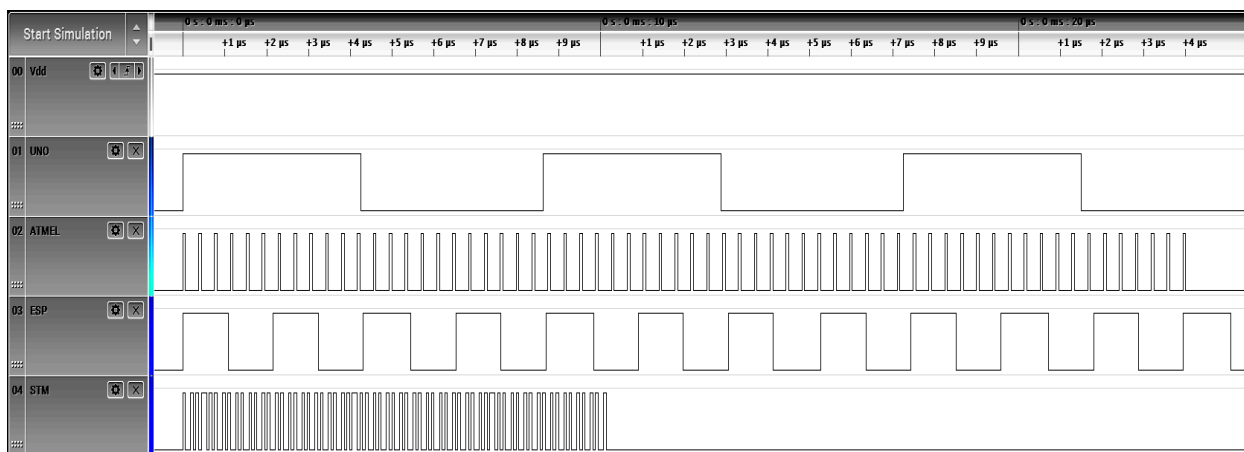 Start Simulation
0 s : 0 ms : 0 µs 0 s : 0 ms : 10 µs 0 s : 0 ms : 20 µs
+1 µs +2 µs +3 µs +4 µs +5 µs +6 µs +7 µs +8 µs +9 µs +1 µs +2 µs +3 µs +4 µs +5 µs +6 µs +7 µs +8 µs +9 µs +1 µs +2 µs +3 µs +4 µs
00 Vdd
01 UNO
02 ATMEL
03 ESP
04 STM